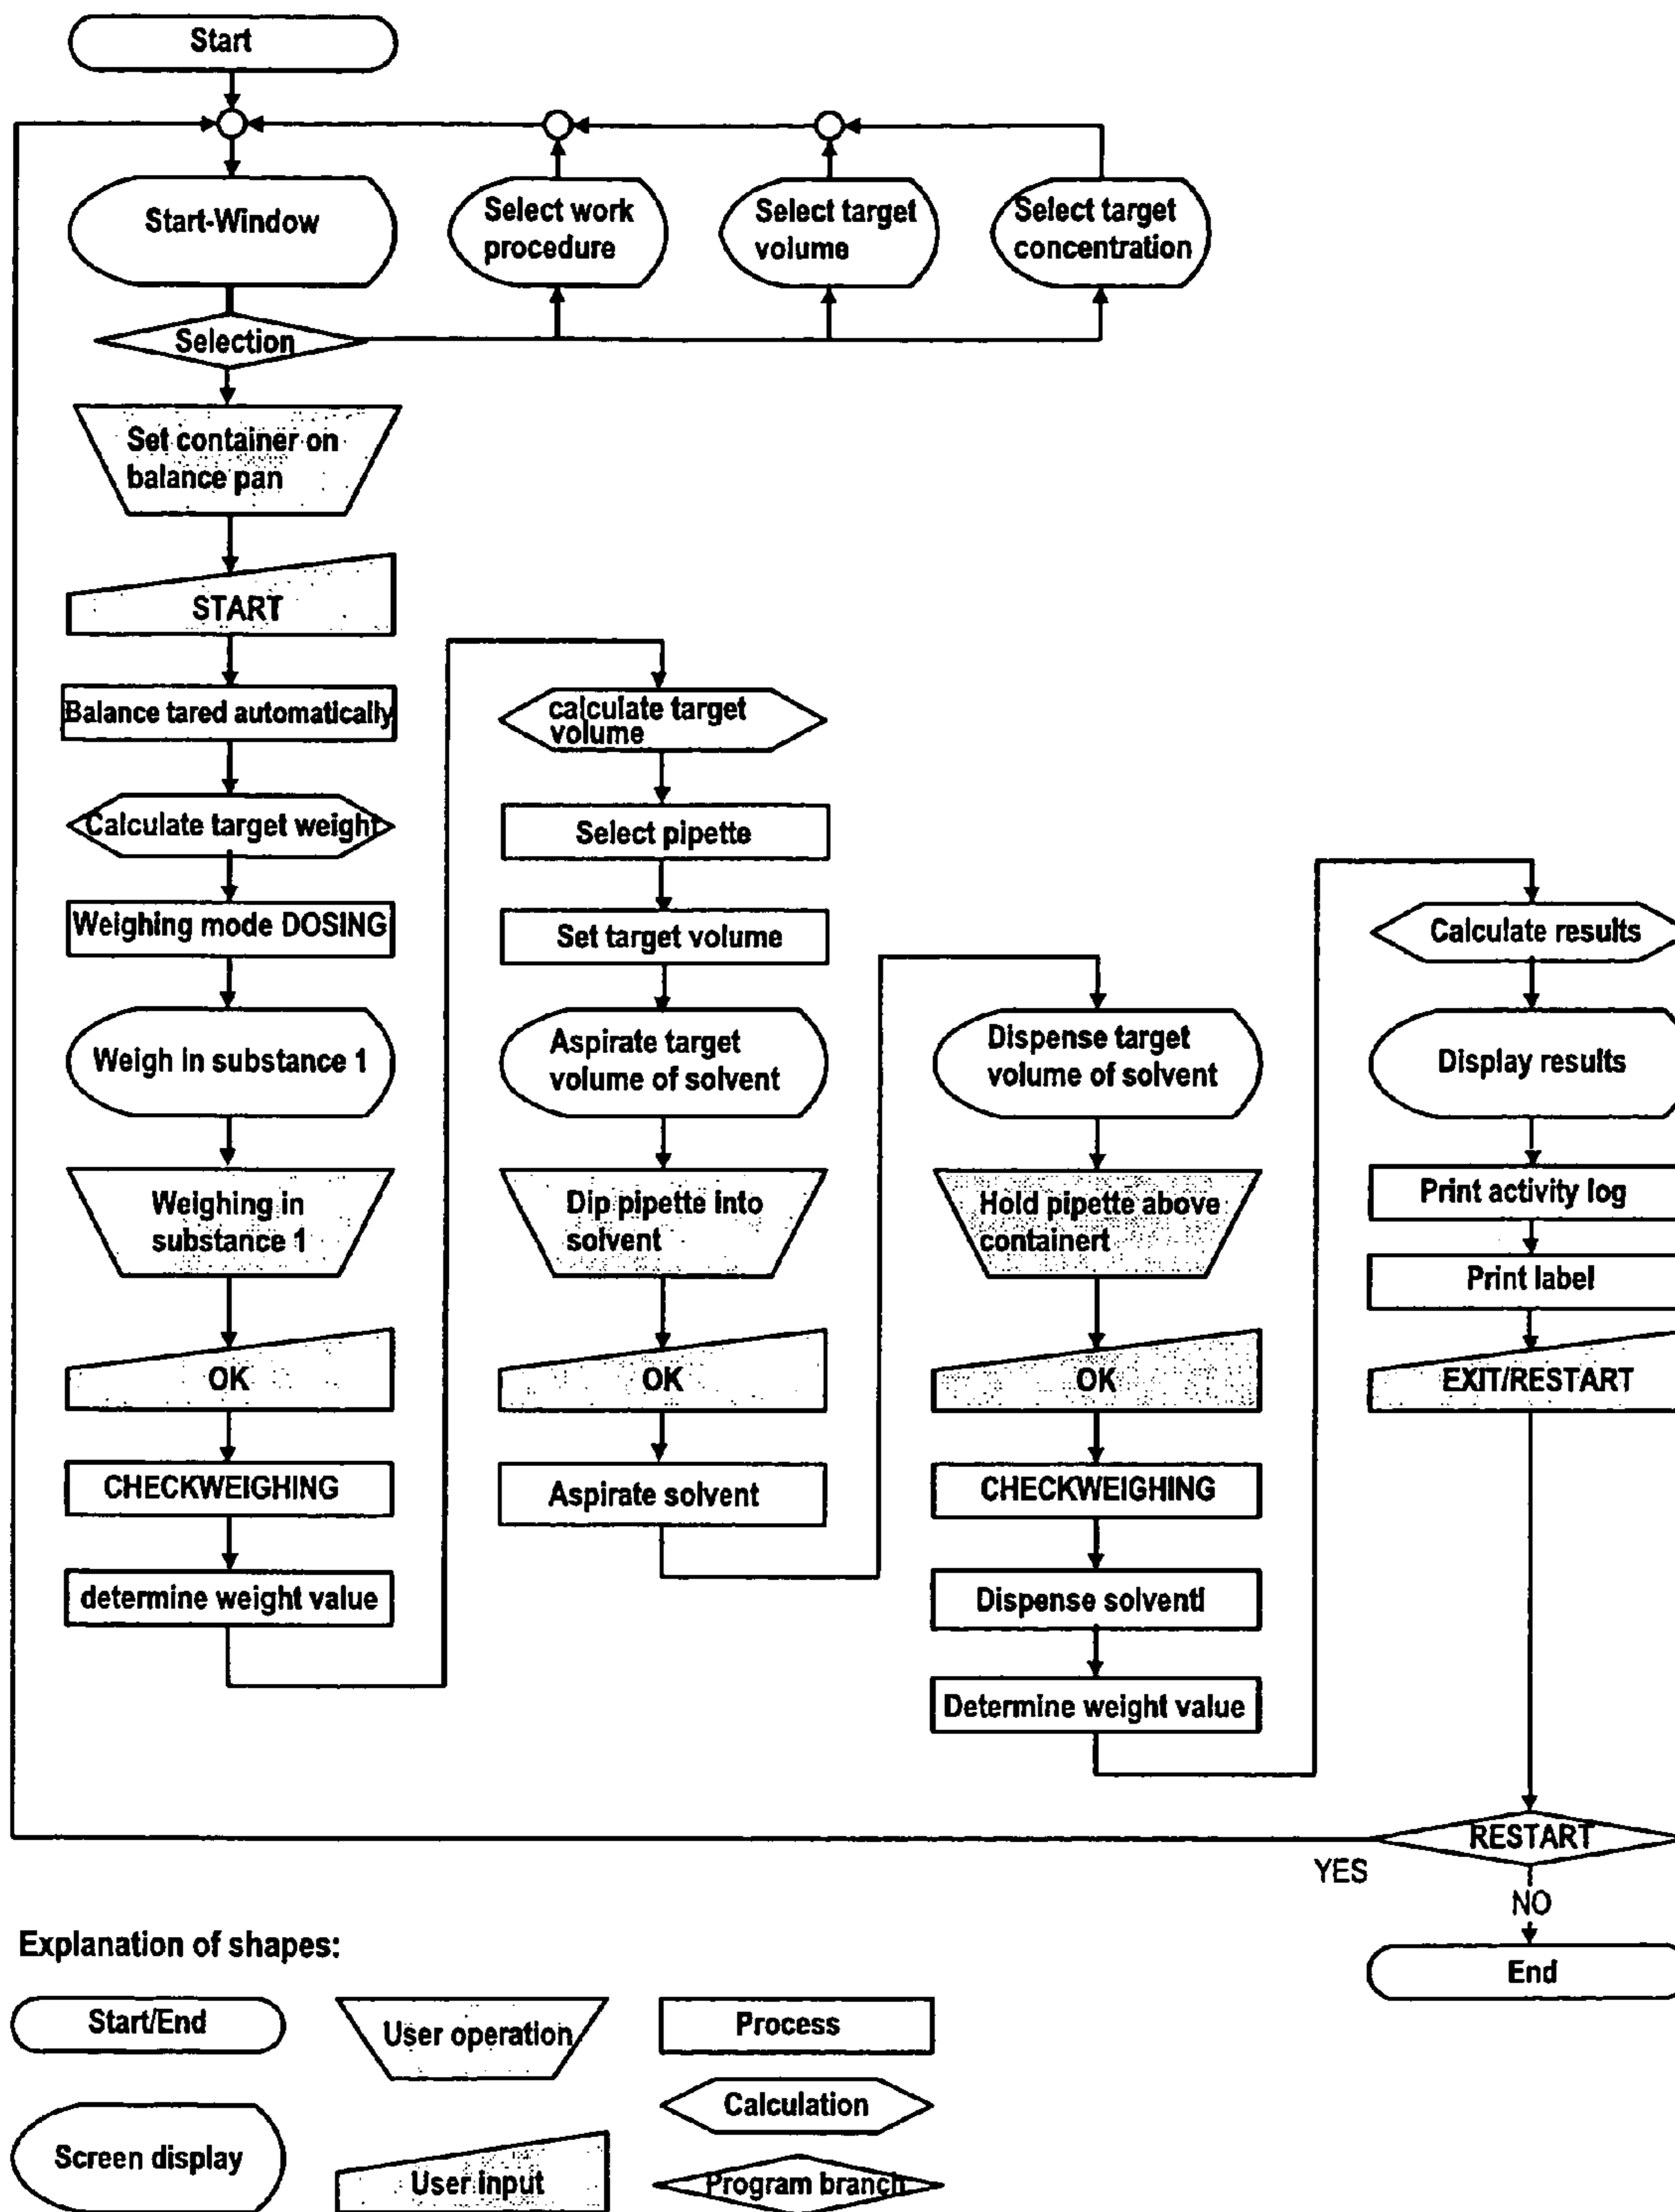 Start
Start-Window
Select work
procedure
Select target
volume
Select target
concentration
Selection
Set container on
balance pan
START
Balance tared automatically
Calculate target weight
Weighing mode DOSING
Weigh in substance 1
Weighing in
substance 1
OK
CHECKWEIGHING
determine weight value
calculate target
volume
Select pipette
Set target volume
Aspirate target
volume of solvent
Dip pipette into
solvent
OK
Aspirate solvent
Dispense target
volume of solvent
Hold pipette above
containert
OK
CHECKWEIGHING
Dispense solventl
Determine weight value
Calculate results
Display results
Print activity log
Print label
EXIT/RESTART
RESTART
YES
NO
End
Explanation of shapes:
Start/End
User operation
Process
Calculation
Screen display
User input
Program branch